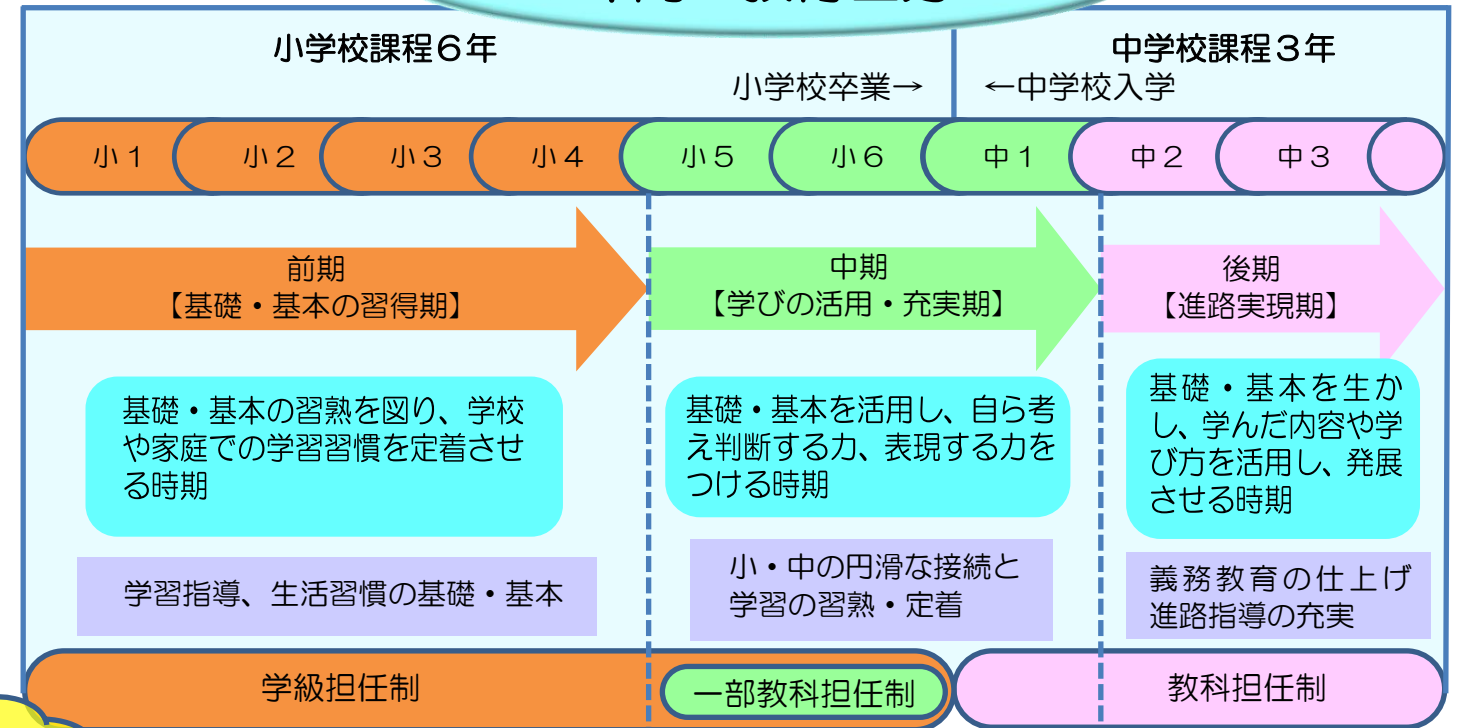 小学校課程6年
中学校課程3年
小学校卒業→
←中学校入学
小1
小2
小3
小4
小5
小6
中1
中2
中3
前期
【基礎・基本の習得期】
中期
【学びの活用・充実期】
後期
【進路実現期】
基礎・基本の習熟を図り、学校
や家庭での学習習慣を定着させ
る時期
基礎・基本を活用し、自ら考
え判断する力、表現する力を
つける時期
基礎・基本を生か
し、学んだ内容や学
び方を活用し、発展
させる時期
学習指導、生活習慣の基礎・基本
小・中の円滑な接続と
学習の習熟・定着
義務教育の仕上げ
進路指導の充実
学級担任制
一部教科担任制
教科担任制